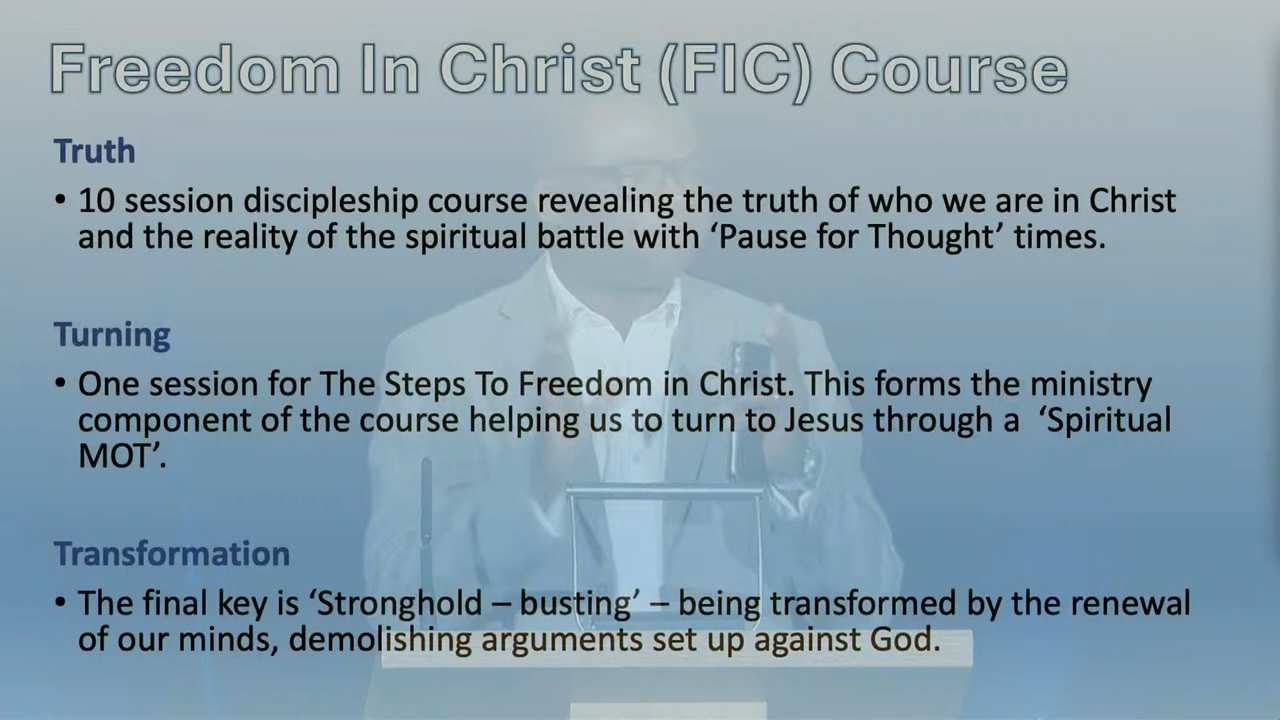 Freedom In Christ (FIC) Course
Truth
• 10 session discipleship course revealing the truth of who we are in Christ
and the reality of the spiritual battle with ‘Pause for Thought’ times.
Turning
• One session for The Steps To Freedom in Christ. This forms the ministry
component of the course helping us to turn to Jesus through a ‘Spiritual
MOT’.
Transformation
• The final key is ‘Stronghold – busting’ – being transformed by the renewal
of our minds, demolishing arguments set up against God.